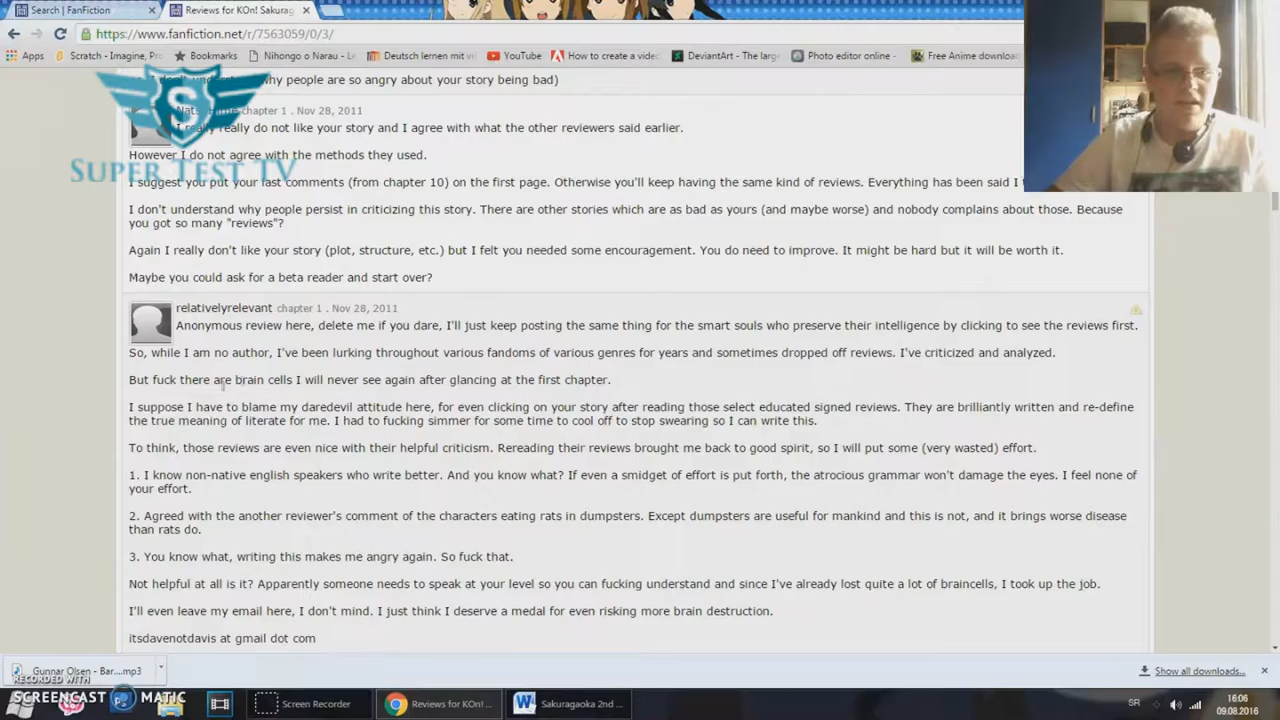 Search | FanFiction
Reviews for KOn! Sakurag
https://www.fanfiction.net/r/7563059/0/3/
Apps
Scratch - Imagine, Pro
Bookmarks
Nihongo o Narau - L
Deutsch lernen mit v
YouTube
How to create a video
DeviantArt - The large
Photo editor online -
Free Anime download
why people are so angry about your story being bad)
chapter 1 . Nov 28, 2011
I really really do not like your story and I agree with what the other reviewers said earlier.
However I do not agree with the methods they used.
SUPER TEST TV
I suggest you put your last comments (from chapter 10) on the first page. Otherwise you'll keep having the same kind of reviews. Everything has been said I
I don't understand why people persist in criticizing this story. There are other stories which are as bad as yours (and maybe worse) and nobody complains about those. Because
you got so many "reviews"?
Again I really don't like your story (plot, structure, etc.) but I felt you needed some encouragement. You do need to improve. It might be hard but it will be worth it.
Maybe you could ask for a beta reader and start over?
relativelyrelevant chapter 1 . Nov 28, 2011
Anonymous review here, delete me if you dare, I'll just keep posting the same thing for the smart souls who preserve their intelligence by clicking to see the reviews first.
So, while I am no author, I've been lurking throughout various fandoms of various genres for years and sometimes dropped off reviews. I've criticized and analyzed.
But fuck there are brain cells I will never see again after glancing at the first chapter.
I suppose I have to blame my daredevil attitude here, for even clicking on your story after reading those select educated signed reviews. They are brilliantly written and re-define
the true meaning of literate for me. I had to fucking simmer for some time to cool off to stop swearing so I can write this.
To think, those reviews are even nice with their helpful criticism. Rereading their reviews brought me back to good spirit, so I will put some (very wasted) effort.
1. I know non-native english speakers who write better. And you know what? If even a smidget of effort is put forth, the atrocious grammar won't damage the eyes. I feel none of
your effort.
2. Agreed with the another reviewer's comment of the characters eating rats in dumpsters. Except dumpsters are useful for mankind and this is not, and it brings worse disease
than rats do.
3. You know what, writing this makes me angry again. So fuck that.
Not helpful at all is it? Apparently someone needs to speak at your level so you can fucking understand and since I've already lost quite a lot of braincells, I took up the job.
I'll even leave my email here, I don't mind. I just think I deserve a medal for even risking more brain destruction.
itsdavenotdavis at gmail dot com
Gunnar Olsen - Bar....mp3
Show all downloads...
RECORDED WITH
SCREENCAST MATIC
Screen Recorder
Reviews for KOn! ...
Sakuragaoka 2nd ...
SR
16:06
09.08.2016